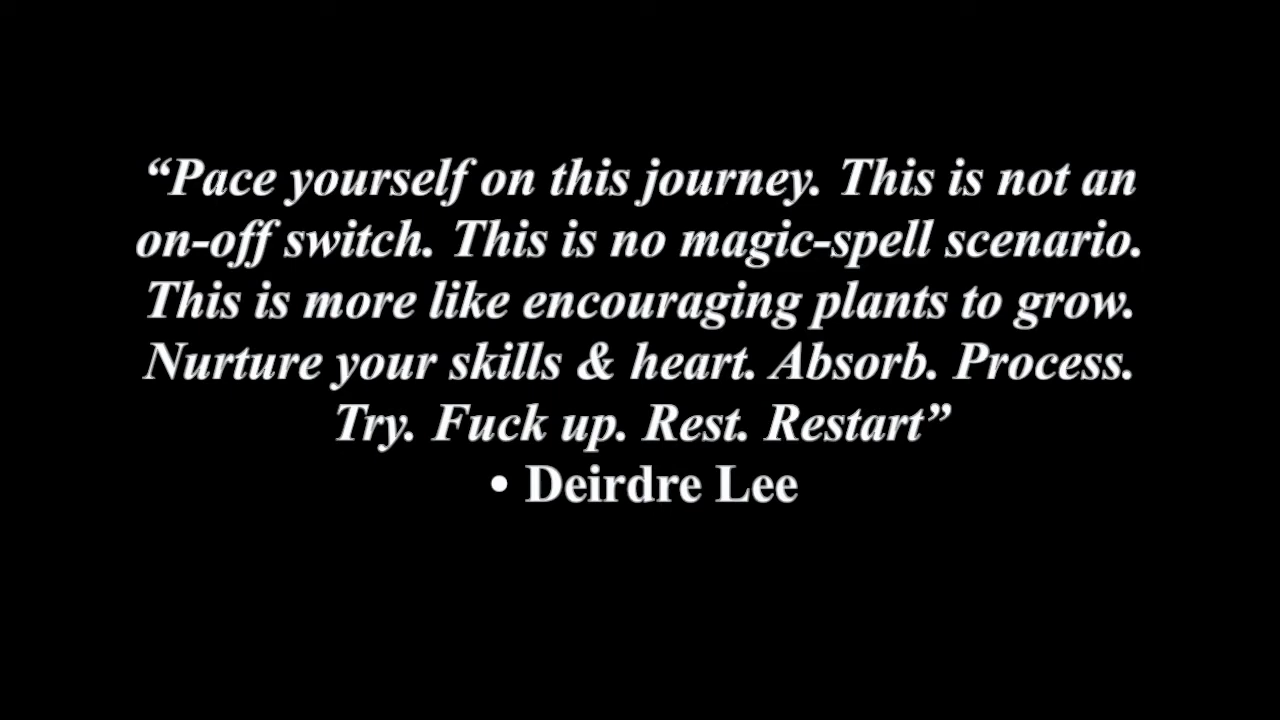 “Pace yourself on this journey. This is not an
on-off switch. This is no magic-spell scenario.
This is more like encouraging plants to grow.
Nurture your skills & heart. Absorb. Process.
Try. Fuck up. Rest. Restart”
• Deirdre Lee